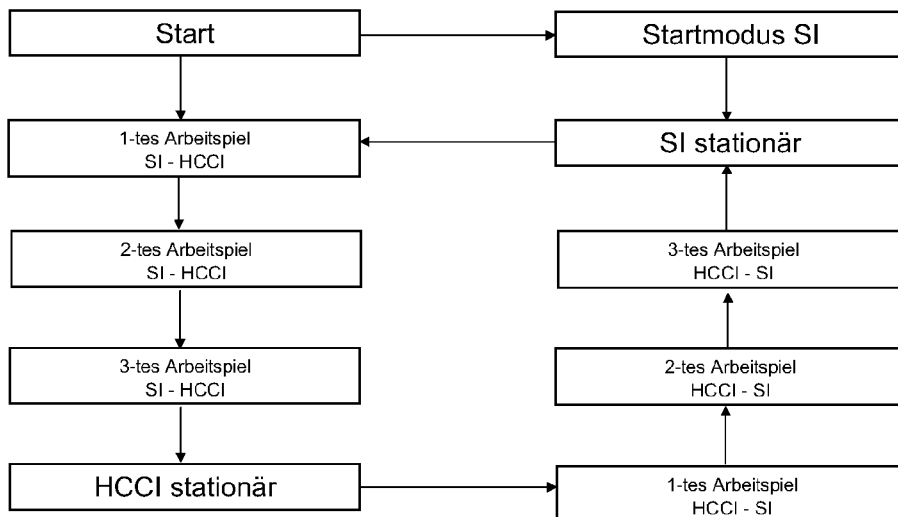 Start
Startmodus SI
1-tes Arbeitspiel
SI - HCCI
SI stationär
2-tes Arbeitspiel
SI - HCCI
3-tes Arbeitspiel
HCCI - SI
3-tes Arbeitspiel
SI - HCCI
2-tes Arbeitspiel
HCCI - SI
HCCI stationär
1-tes Arbeitspiel
HCCI - SI